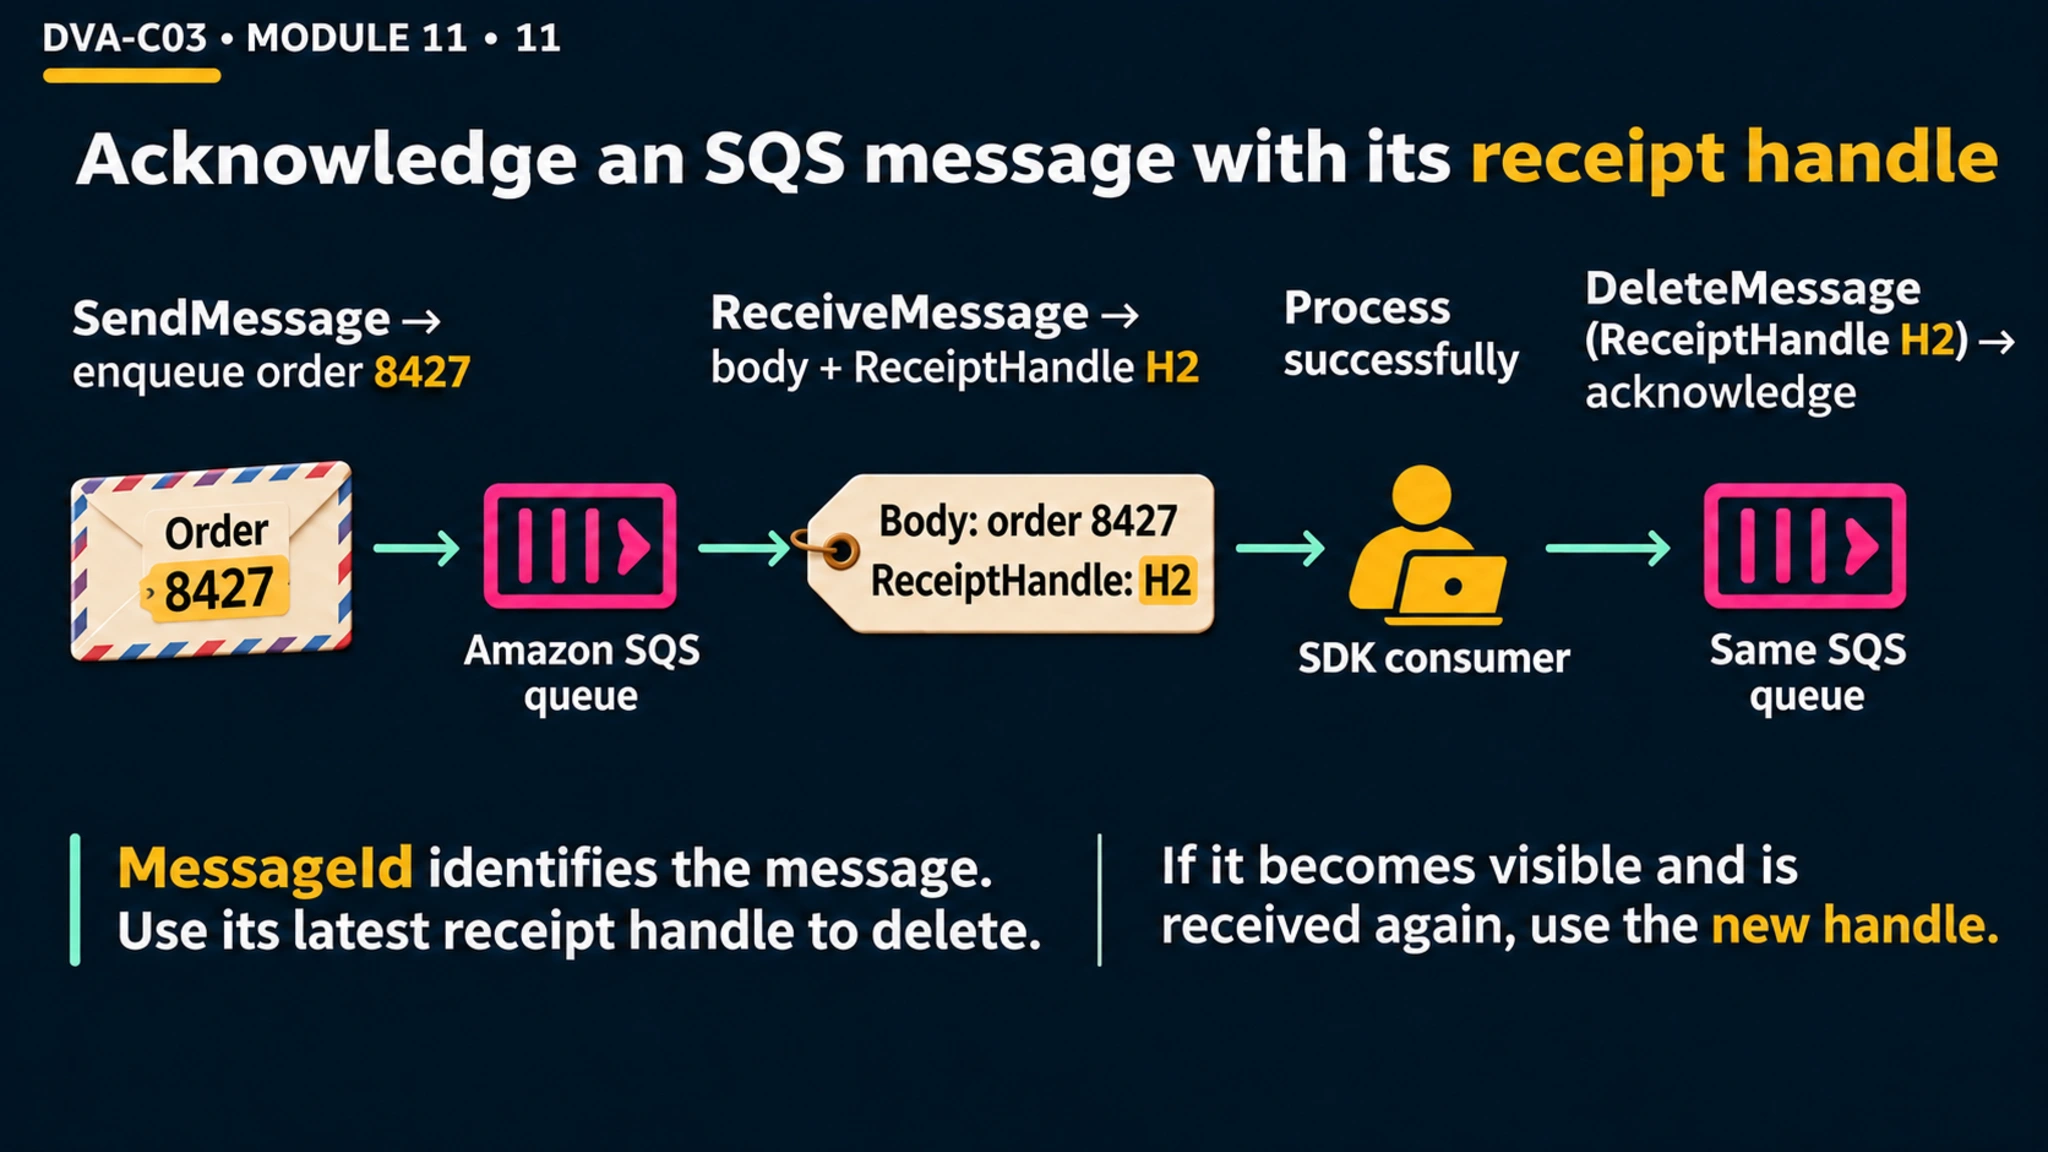 DVA-C03 • MODULE 11 • 11
Acknowledge an SQS message with its receipt handle
SendMessage →
enqueue order 8427
ReceiveMessage →
body + ReceiptHandle H2
Process
successfully
DeleteMessage
(ReceiptHandle H2) →
acknowledge
Order
8427
Amazon SQS
queue
Body: order 8427
ReceiptHandle: H2
SDK consumer
Same SQS
queue
MessageId identifies the message.
Use its latest receipt handle to delete.
If it becomes visible and is
received again, use the new handle.